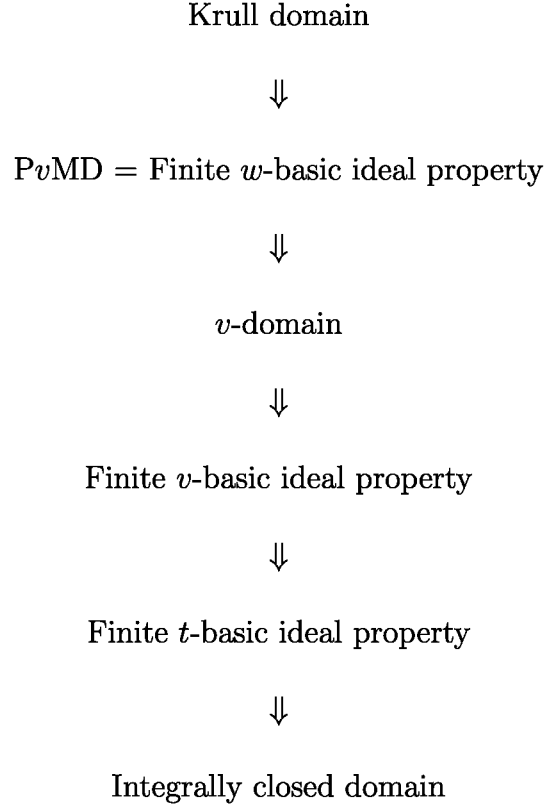 Krull domain
⇓
PvMD = Finite w-basic ideal property
⇓
v-domain
⇓
Finite v-basic ideal property
⇓
Finite t-basic ideal property
⇓
Integrally closed domain